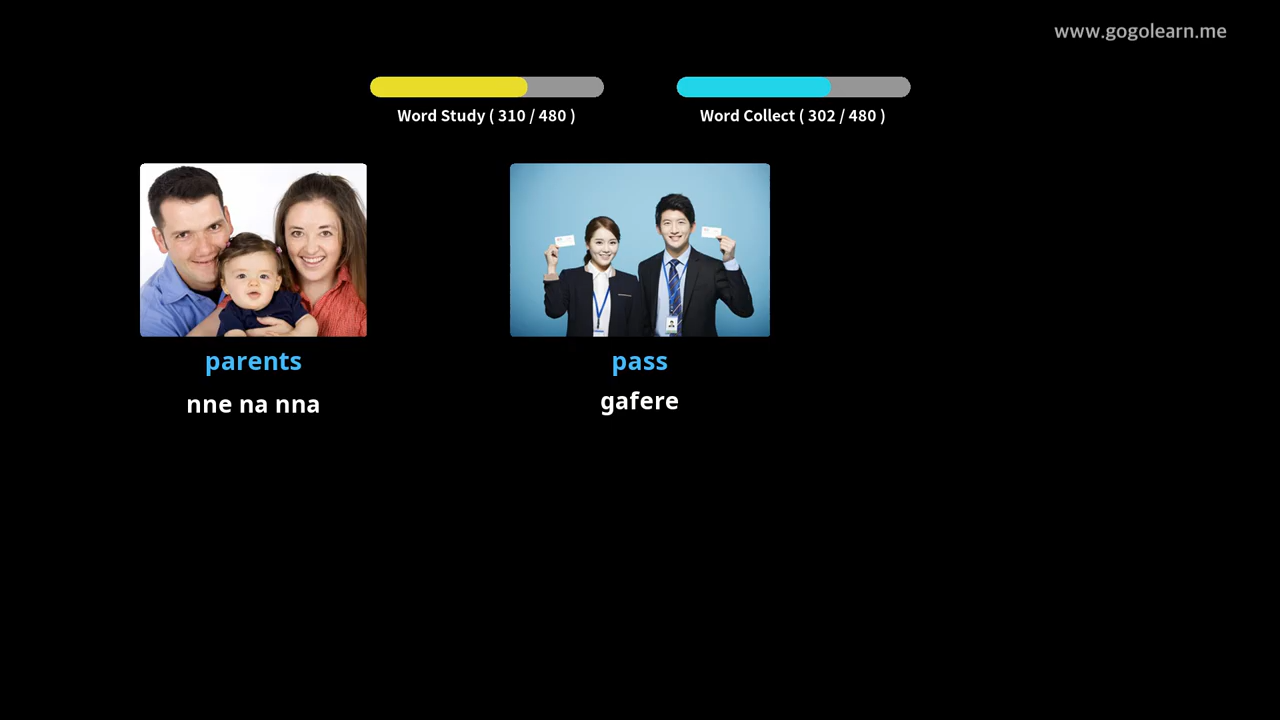 www.gogolearn.me
Word Study ( 310 / 480 )
Word Collect ( 302 / 480 )
parents
nne na nna
pass
gafere